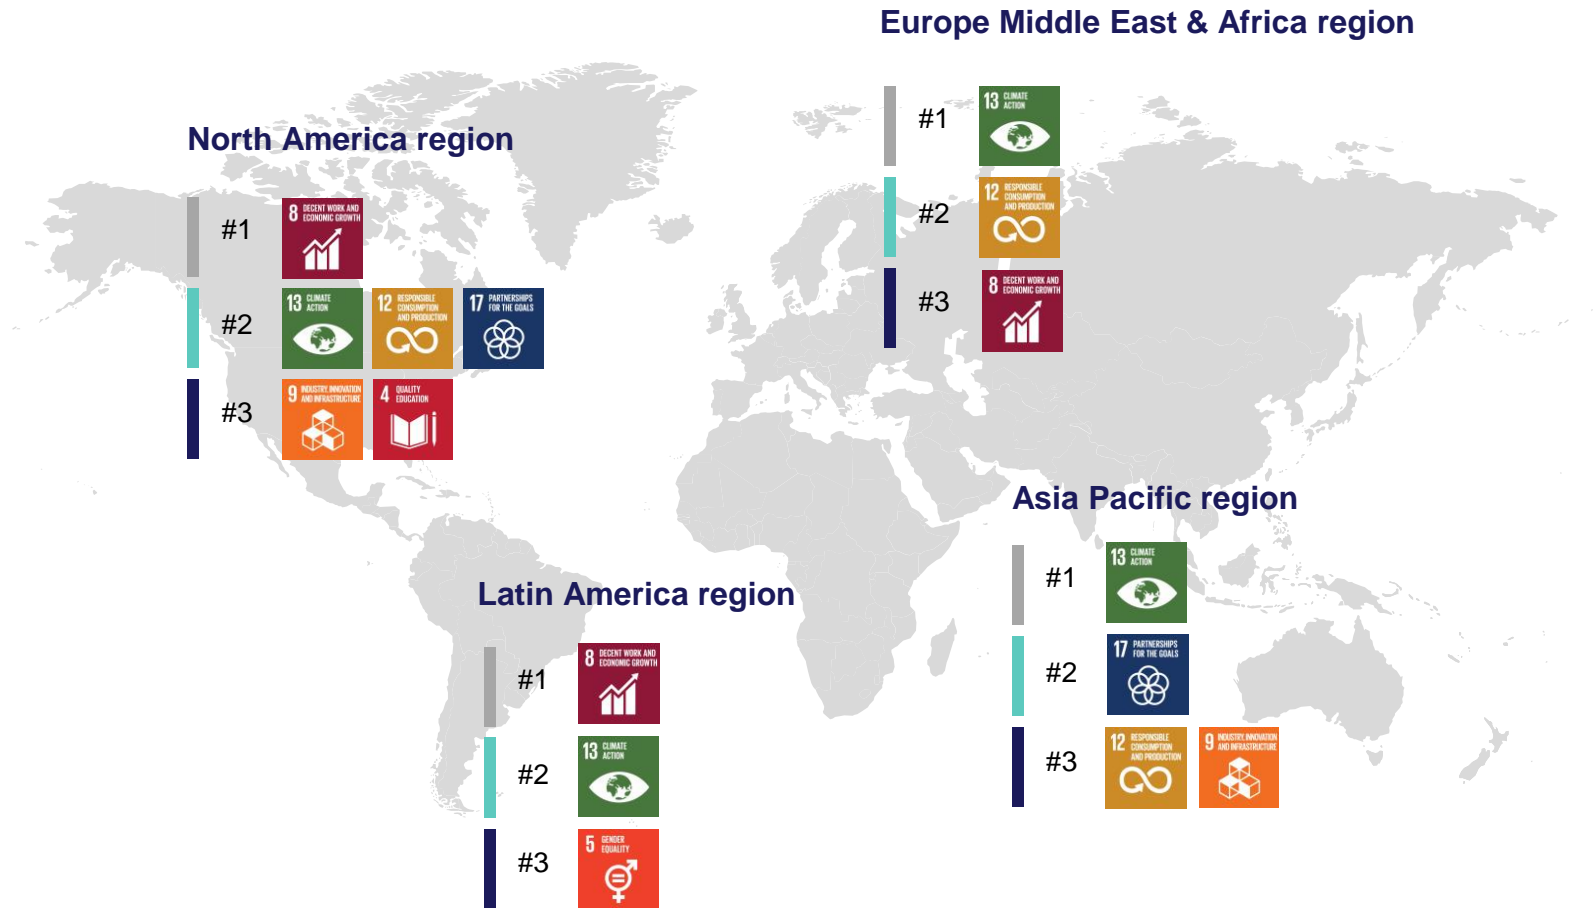 Europe Middle East & Africa region
#1
13 CLIMATE
ACTION
#2
12 RESPONSIBLE
CONSUMPTION
AND PRODUCTION
#3
8 DECENT WORK AND
ECONOMIC GROWTH
North America region
#1
8 DECENT WORK AND
ECONOMIC GROWTH
#2
13 CLIMATE
ACTION
12 RESPONSIBLE
CONSUMPTION
AND PRODUCTION
17 PARTNERSHIPS
FOR THE GOALS
#3
9 INDUSTRY, INNOVATION
AND INFRASTRUCTURE
4 QUALITY
EDUCATION
Asia Pacific region
#1
13 CLIMATE
ACTION
#2
17 PARTNERSHIPS
FOR THE GOALS
#3
12 RESPONSIBLE
CONSUMPTION
AND PRODUCTION
9 INDUSTRY, INNOVATION
AND INFRASTRUCTURE
Latin America region
#1
8 DECENT WORK AND
ECONOMIC GROWTH
#2
13 CLIMATE
ACTION
#3
5 GENDER
EQUALITY